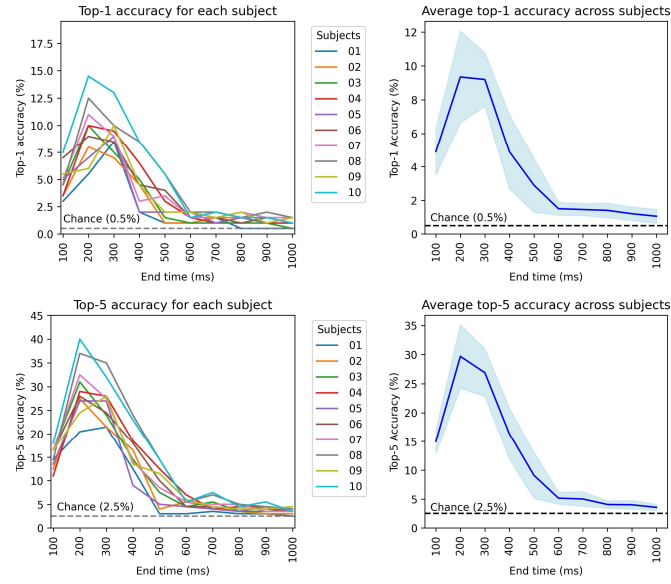 Top-1 accuracy for each subject
Top-1 accuracy (%)
17.5
15.0
12.5
10.0
7.5
5.0
2.5
0.0
Chance (0.5%)
100 200 300 400 500 600 700 800 900 1000
End time (ms)
Subjects
01
02
03
04
05
06
07
08
09
10
Average top-1 accuracy across subjects
Top-1 Accuracy (%)
12
10
8
6
4
2
0
Chance (0.5%)
100 200 300 400 500 600 700 800 900 1000
End time (ms)
Top-5 accuracy for each subject
Top-5 accuracy (%)
45
40
35
30
25
20
15
10
5
0
Chance (2.5%)
100 200 300 400 500 600 700 800 900 1000
End time (ms)
Subjects
01
02
03
04
05
06
07
08
09
10
Average top-5 accuracy across subjects
Top-5 Accuracy (%)
35
30
25
20
15
10
5
0
Chance (2.5%)
100 200 300 400 500 600 700 800 900 1000
End time (ms)